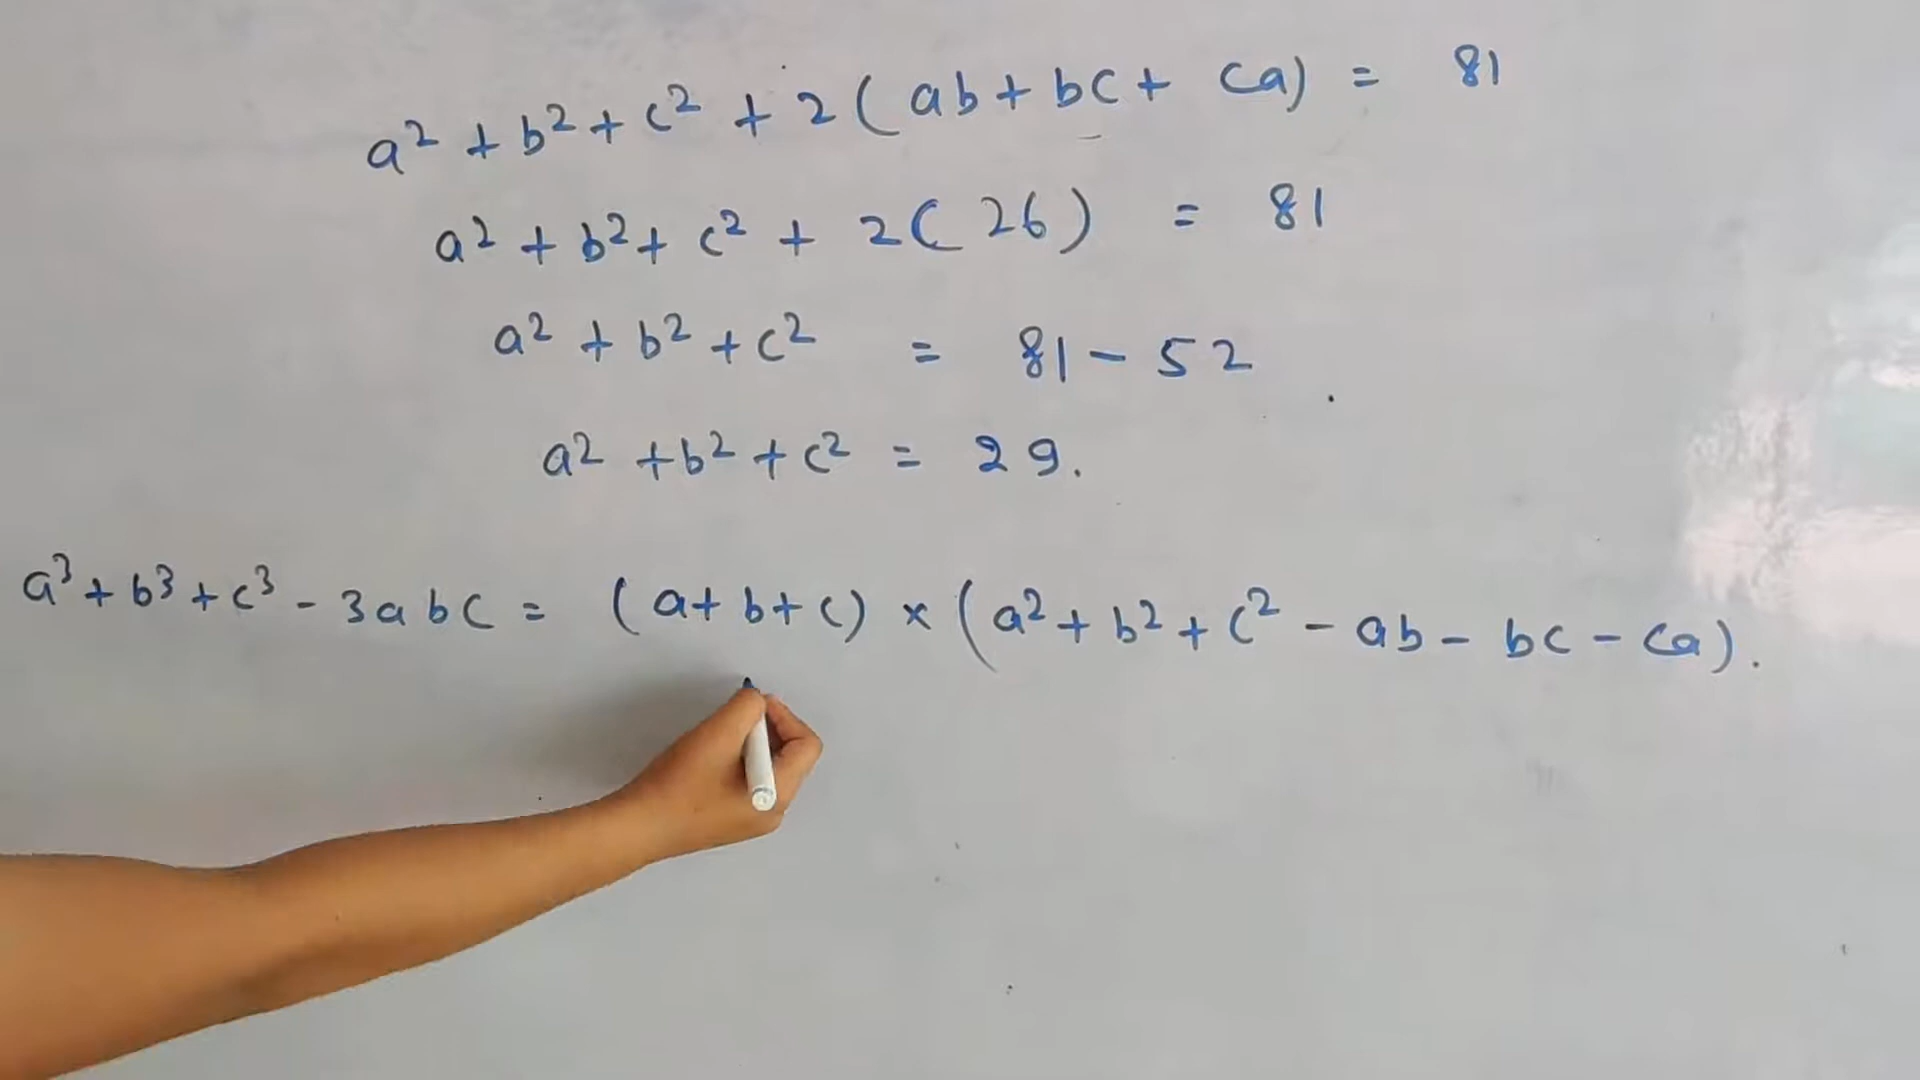 a² + b² + c² + 2(ab + bc + ca) = 81
a² + b² + c² + 2(26) = 81
a² + b² + c² = 81 - 52
a² + b² + c² = 29.
a³ + b³ + c³ - 3abc = (a + b + c) × (a² + b² + c² - ab - bc - ca).